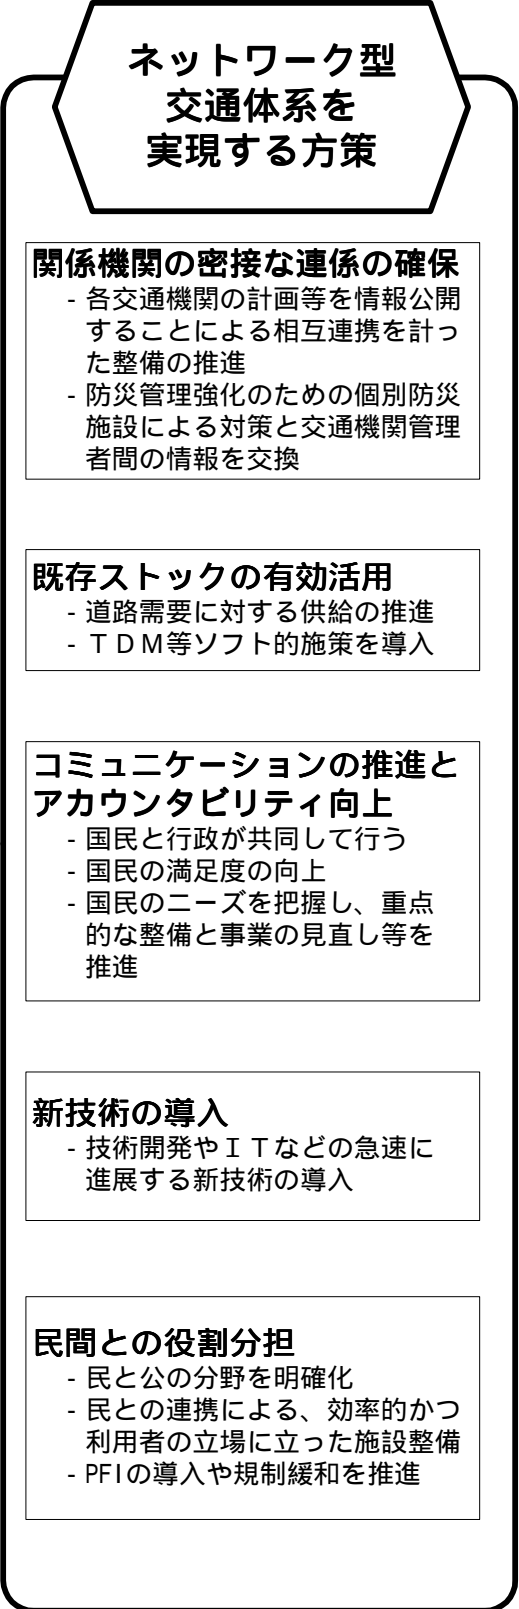 ネットワーク型
交通体系を
実現する方策
関係機関の密接な連係の確保
- 各交通機関の計画等を情報公開
することによる相互連携を計っ
た整備の推進
- 防災管理強化のための個別防災
施設による対策と交通機関管理
者間の情報を交換
既存ストックの有効活用
- 道路需要に対する供給の推進
- ＴＤＭ等ソフト的施策を導入
コミュニケーションの推進と
アカウンタビリティ向上
- 国民と行政が共同して行う
- 国民の満足度の向上
- 国民のニーズを把握し、重点
的な整備と事業の見直し等を
推進
新技術の導入
- 技術開発やＩＴなどの急速に
進展する新技術の導入
民間との役割分担
- 民と公の分野を明確化
- 民との連携による、効率的かつ
利用者の立場に立った施設整備
- PFIの導入や規制緩和を推進